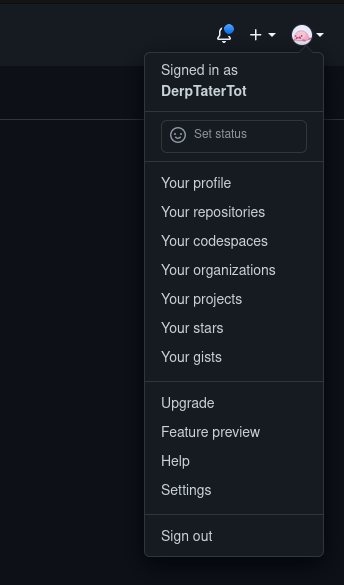 Signed in as
DerpTaterTot
Set status
Your profile
Your repositories
Your codespaces
Your organizations
Your projects
Your stars
Your gists
Upgrade
Feature preview
Help
Settings
Sign out